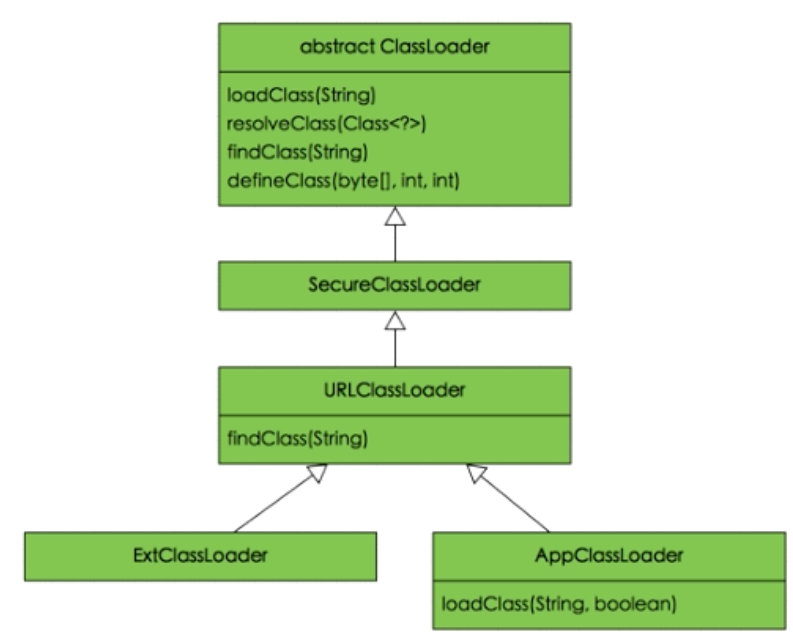 abstract ClassLoader
loadClass(String)
resolveClass(Class<?>)
findClass(String)
defineClass(byte[], int, int)
SecureClassLoader
URLClassLoader
findClass(String)
ExtClassLoader
AppClassLoader
loadClass(String, boolean)